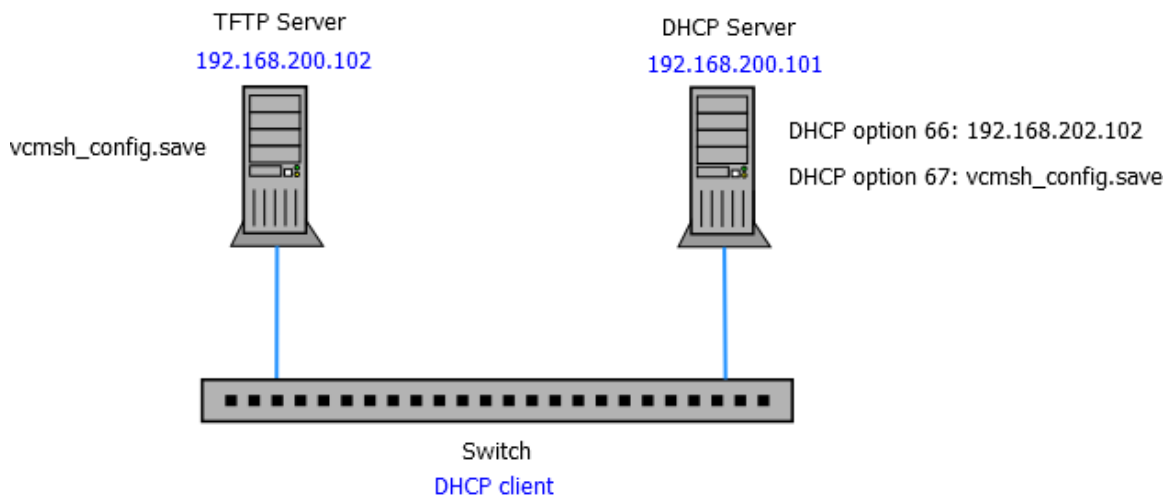 TFTP Server
192.168.200.102
vcmsh_config.save
DHCP Server
192.168.200.101
DHCP option 66: 192.168.202.102
DHCP option 67: vcmsh_config.save
Switch
DHCP client